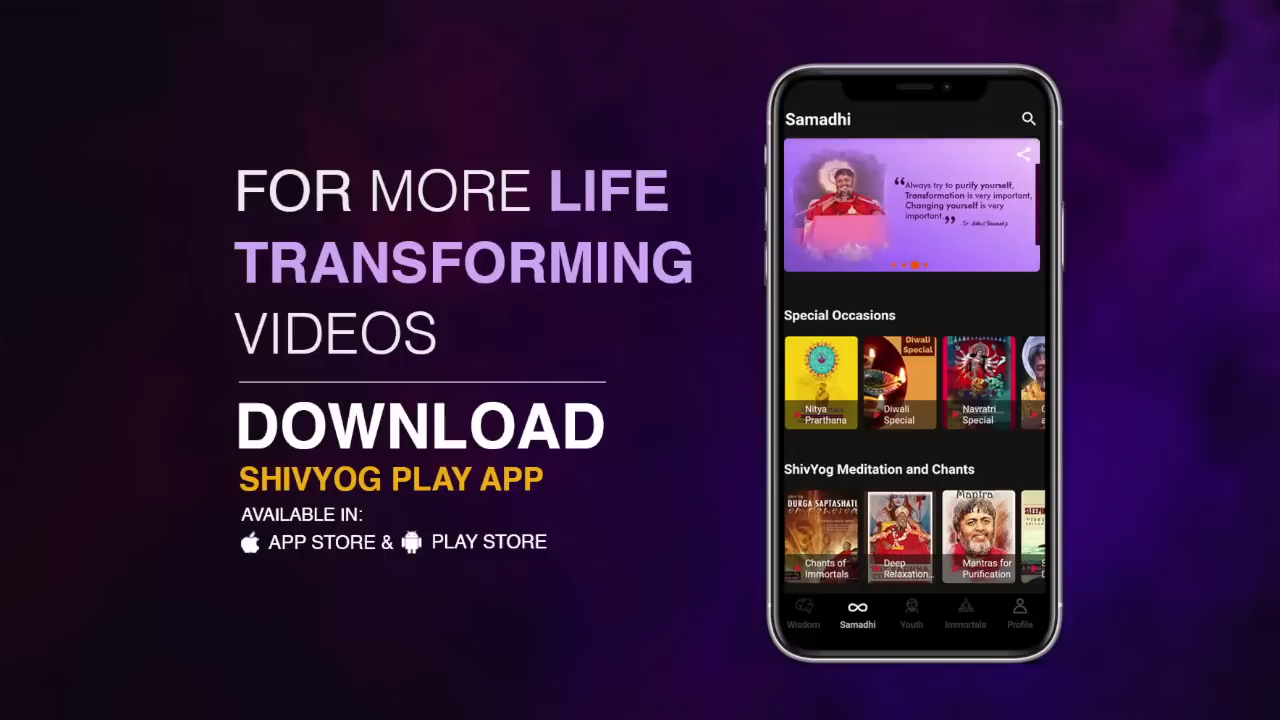 FOR MORE LIFE
TRANSFORMING
VIDEOS
DOWNLOAD
SHIVYOG PLAY APP
AVAILABLE IN:
APP STORE & PLAY STORE
Samadhi
“Always try to purify yourself,
Transformation is very important,
Changing yourself is very
important.”
Special Occasions
Diwali
Special
Nitya
Prarthana
Diwali
Special
Navratri
Special
ShivYog Meditation and Chants
DURGA SAPTASHATI
Mantra
Chants of
Immortals
Deep
Relaxation...
Mantras for
Purification
Wisdom
Samadhi
Youth
Immortals
Profile